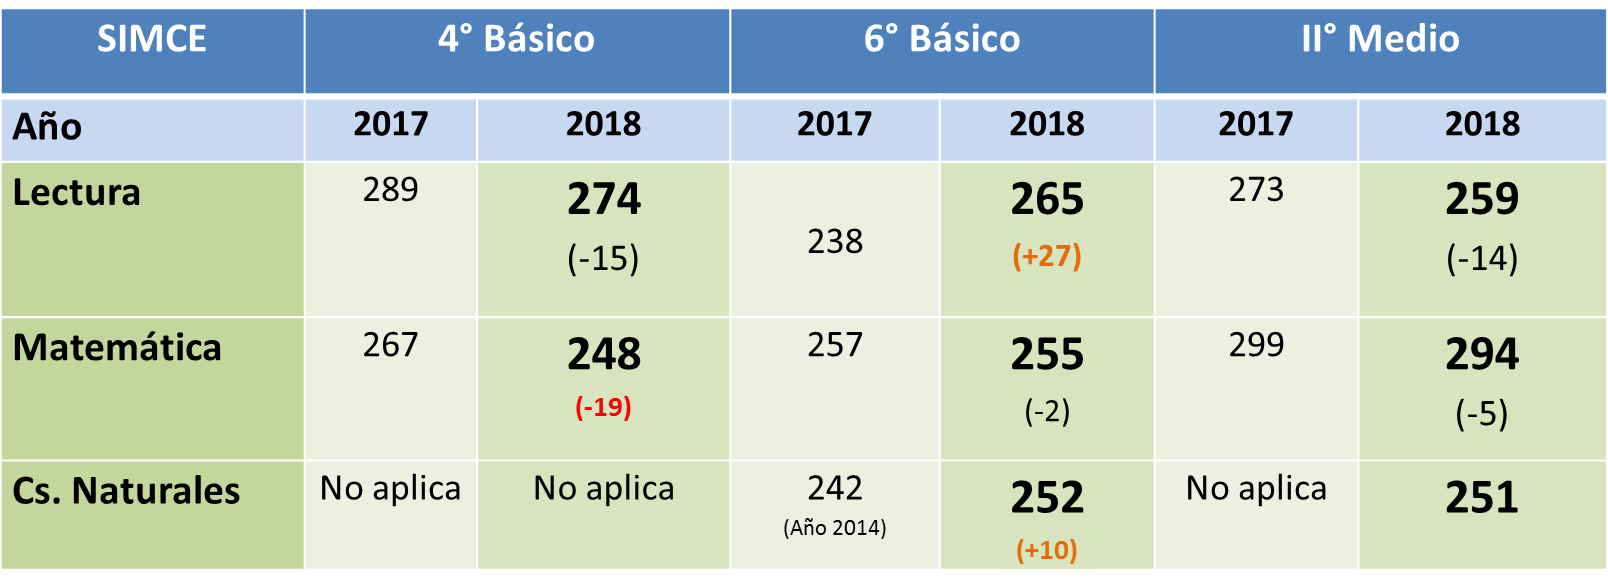 SIMCE 4° Básico 6° Básico II° Medio
Año 2017 2018 2017 2018 2017 2018
Lectura 289 274 238 265 273 259
(-15) (+27) (-14)
Matemática 267 248 257 255 299 294
(-19) (-2) (-5)
Cs. Naturales No aplica No aplica 242 252 No aplica 251
(Año 2014) (+10)